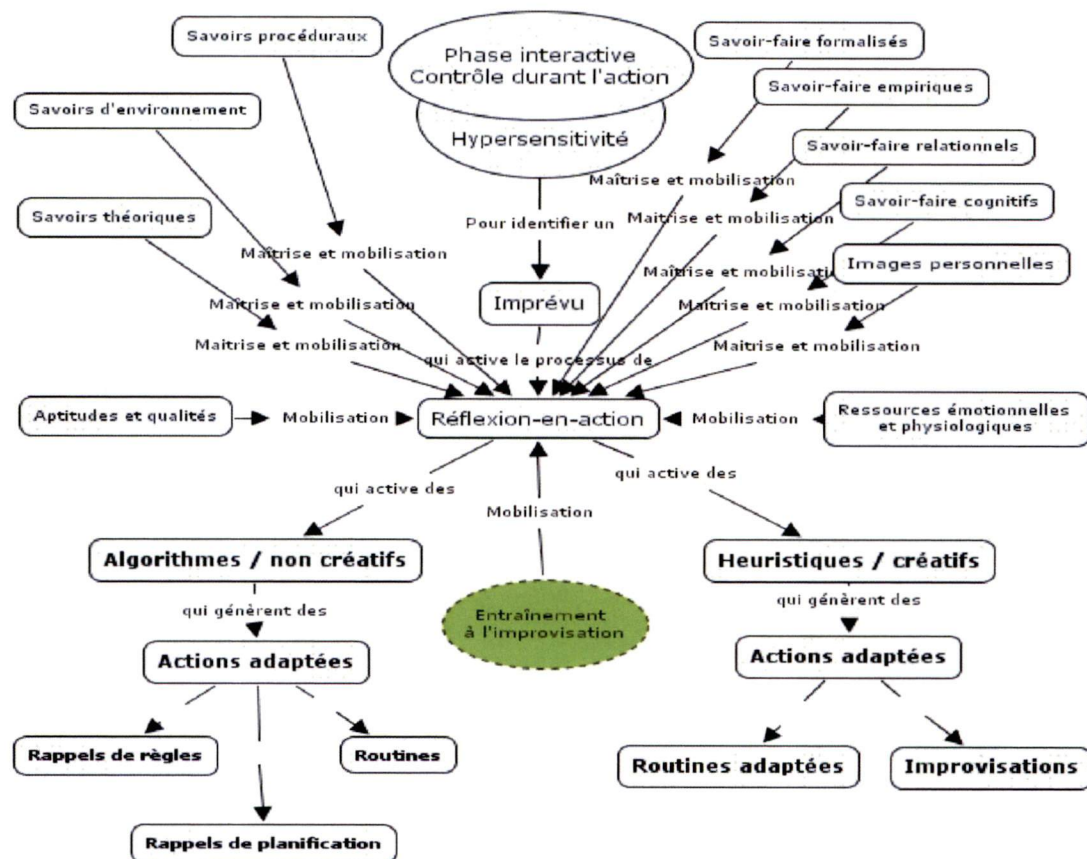 Savoirs procéduraux
Phase interactive
Contrôle durant l'action
Savoir-faire formalisés
Savoir-faire empiriques
Savoirs d'environnement
Hypersensitivité
Savoir-faire relationnels
Maîtrise et mobilisation
Savoir-faire cognitifs
Savoirs théoriques
Pour identifier un
Maitrise et mobilisation
Maîtrise et mobilisation
Images personnelles
Maîtrise et mobilisation
Imprévu
Maîtrise et mobilisation
Maitrise et mobilisation
Maitrise et mobilisation
qui active le processus de
Maitrise et mobilisation
Aptitudes et qualités
Mobilisation
Réflexion-en-action
Mobilisation
Ressources émotionnelles
et physiologiques
qui active des
qui active des
Mobilisation
Algorithmes / non créatifs
Heuristiques / créatifs
qui génèrent des
Entraînement
à l'improvisation
qui génèrent des
Actions adaptées
Actions adaptées
Rappels de règles
Routines
Routines adaptées
Improvisations
Rappels de planification